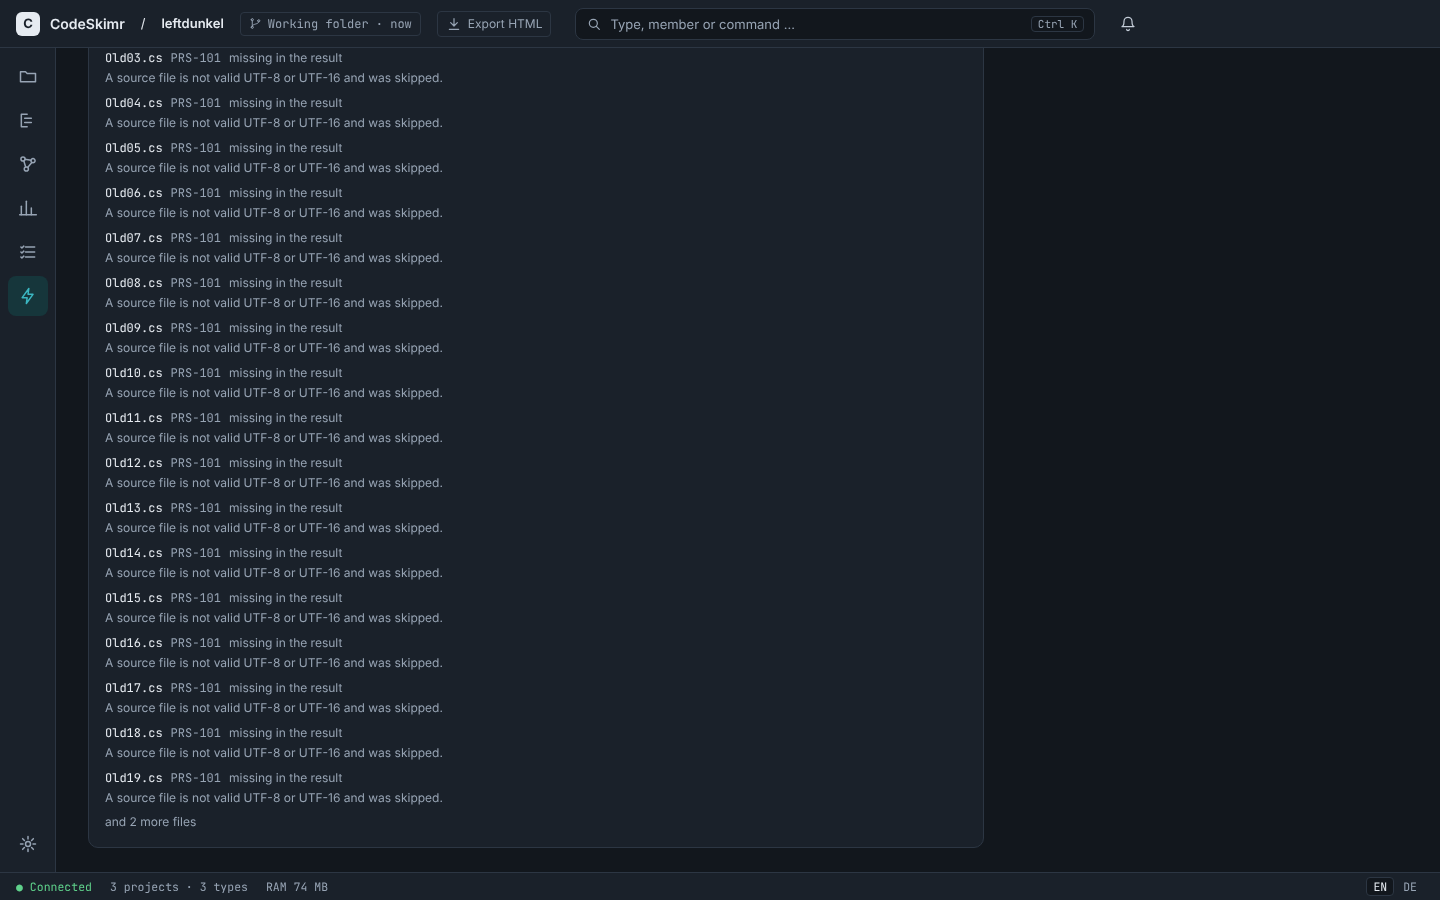 C CodeSkimr / leftdunkel Working folder · now Export HTML Type, member or command ... Ctrl K
Old03.cs PRS-101 missing in the result
A source file is not valid UTF-8 or UTF-16 and was skipped.
Old04.cs PRS-101 missing in the result
A source file is not valid UTF-8 or UTF-16 and was skipped.
Old05.cs PRS-101 missing in the result
A source file is not valid UTF-8 or UTF-16 and was skipped.
Old06.cs PRS-101 missing in the result
A source file is not valid UTF-8 or UTF-16 and was skipped.
Old07.cs PRS-101 missing in the result
A source file is not valid UTF-8 or UTF-16 and was skipped.
Old08.cs PRS-101 missing in the result
A source file is not valid UTF-8 or UTF-16 and was skipped.
Old09.cs PRS-101 missing in the result
A source file is not valid UTF-8 or UTF-16 and was skipped.
Old10.cs PRS-101 missing in the result
A source file is not valid UTF-8 or UTF-16 and was skipped.
Old11.cs PRS-101 missing in the result
A source file is not valid UTF-8 or UTF-16 and was skipped.
Old12.cs PRS-101 missing in the result
A source file is not valid UTF-8 or UTF-16 and was skipped.
Old13.cs PRS-101 missing in the result
A source file is not valid UTF-8 or UTF-16 and was skipped.
Old14.cs PRS-101 missing in the result
A source file is not valid UTF-8 or UTF-16 and was skipped.
Old15.cs PRS-101 missing in the result
A source file is not valid UTF-8 or UTF-16 and was skipped.
Old16.cs PRS-101 missing in the result
A source file is not valid UTF-8 or UTF-16 and was skipped.
Old17.cs PRS-101 missing in the result
A source file is not valid UTF-8 or UTF-16 and was skipped.
Old18.cs PRS-101 missing in the result
A source file is not valid UTF-8 or UTF-16 and was skipped.
Old19.cs PRS-101 missing in the result
A source file is not valid UTF-8 or UTF-16 and was skipped.
and 2 more files
● Connected 3 projects · 3 types RAM 74 MB EN DE